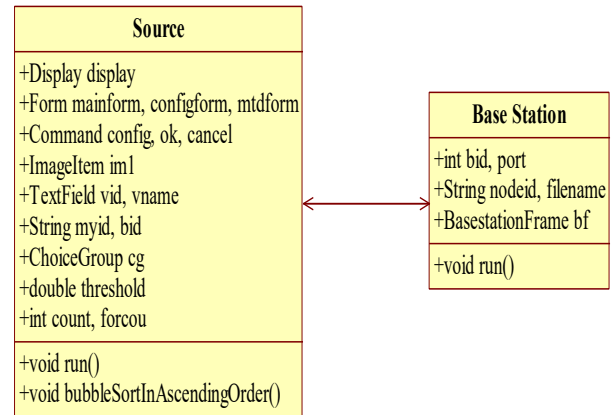 Source
+Display display
+Form mainform, configform, mtdform
+Command config, ok, cancel
+ImageItem im1
+TextField vid, vname
+String myid, bid
+ChoiceGroup cg
+double threshold
+int count, forcou
+void run()
+void bubbleSortInAscendingOrder()
Base Station
+int bid, port
+String nodeid, filename
+BasestationFrame bf
+void run()